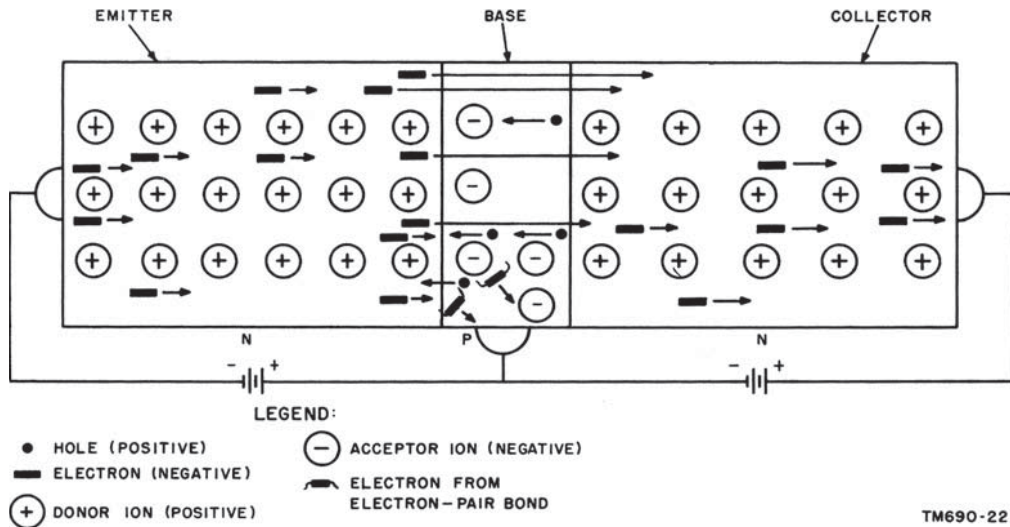 EMITTER BASE COLLECTOR
N P N
- + - +
LEGEND:
HOLE (POSITIVE)
ELECTRON (NEGATIVE)
DONOR ION (POSITIVE)
ACCEPTOR ION (NEGATIVE)
ELECTRON FROM
ELECTRON-PAIR BOND
TM690-22